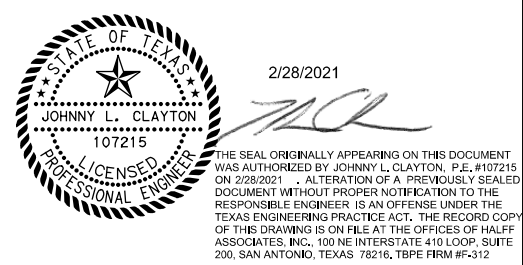 STATE OF TEXAS
JOHNNY L. CLAYTON
107215
LICENSED
PROFESSIONAL ENGINEER
2/28/2021
THE SEAL ORIGINALLY APPEARING ON THIS DOCUMENT
WAS AUTHORIZED BY JOHNNY L. CLAYTON, P.E. #107215
ON 2/28/2021 . ALTERATION OF A PREVIOUSLY SEALED
DOCUMENT WITHOUT PROPER NOTIFICATION TO THE
RESPONSIBLE ENGINEER IS AN OFFENSE UNDER THE
TEXAS ENGINEERING PRACTICE ACT. THE RECORD COPY
OF THIS DRAWING IS ON FILE AT THE OFFICES OF HALFF
ASSOCIATES, INC., 100 NE INTERSTATE 410 LOOP, SUITE
200, SAN ANTONIO, TEXAS 78216. TBPE FIRM #F-312